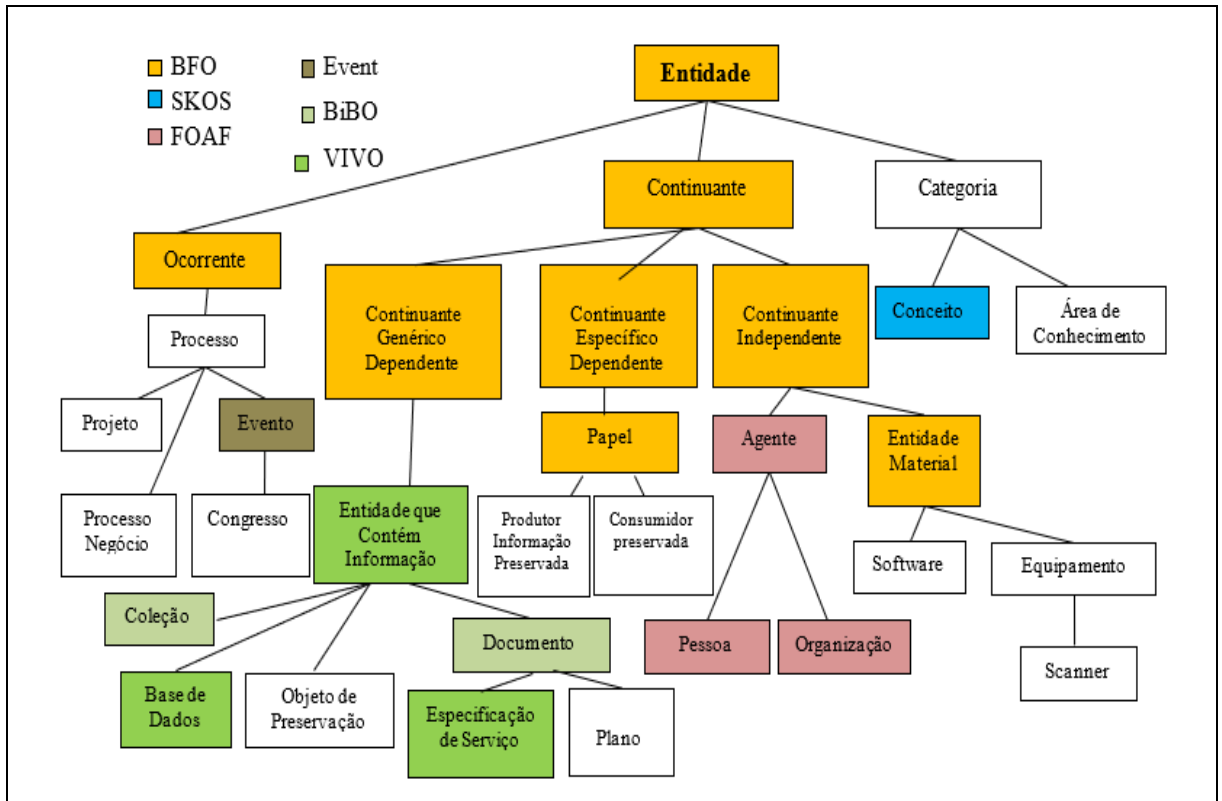 BFO
SKOS
FOAF
Event
BiBO
VIVO
Entidade
Continuante
Categoria
Ocorrente
Continuante
Genérico
Dependente
Continuante
Específico
Dependente
Continuante
Independente
Conceito
Área de
Conhecimento
Processo
Projeto
Evento
Papel
Agente
Entidade
Material
Processo
Negócio
Congresso
Entidade que
Contém
Informação
Produtor
Informação
Preservada
Consumidor
preservada
Software
Equipamento
Coleção
Documento
Pessoa
Organização
Scanner
Base de
Dados
Objeto de
Preservação
Especificação
de Serviço
Plano